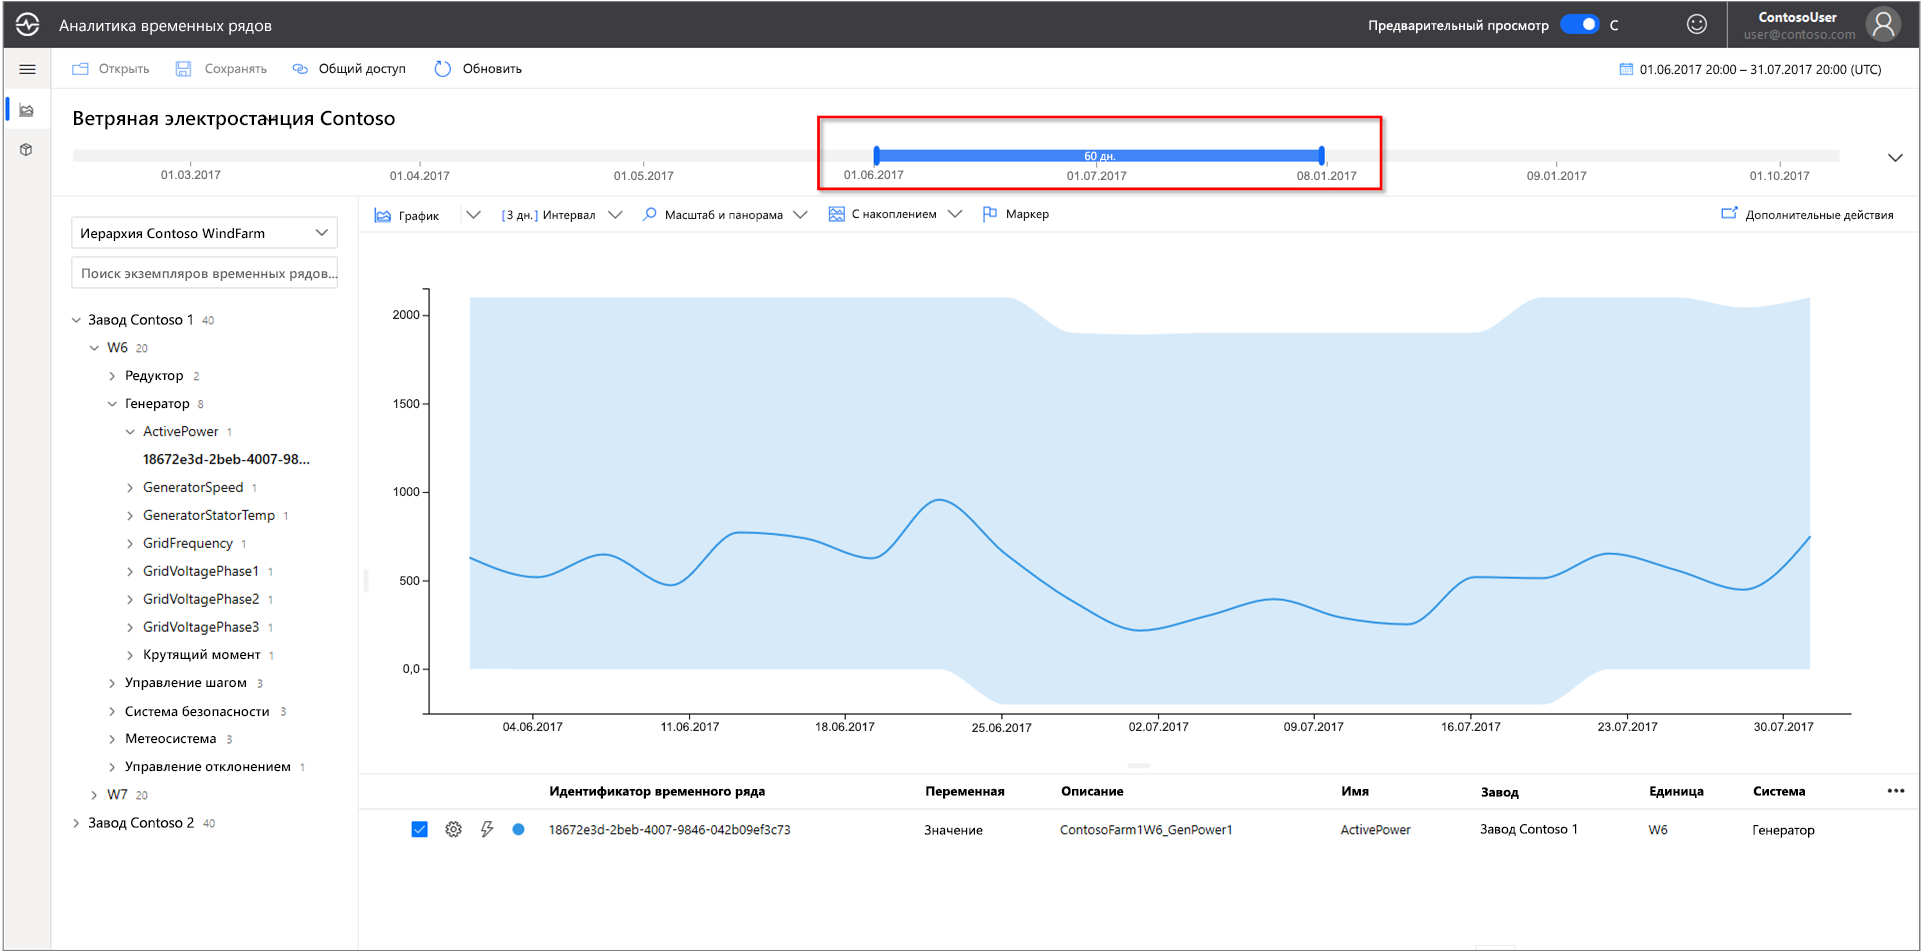 Аналитика временных рядов
Предварительный просмотр С
ContosoUser
user@contoso.com
Открыть Сохранять Общий доступ Обновить
01.06.2017 20:00 – 31.07.2017 20:00 (UTC)
Ветряная электростанция Contoso
60 дн.
01.03.2017 01.04.2017 01.05.2017 01.06.2017 01.07.2017 08.01.2017 09.01.2017 01.10.2017
Иерархия Contoso WindFarm
Поиск экземпляров временных рядов...
Завод Contoso 1 40
W6 20
Редуктор 2
Генератор 8
ActivePower 1
18672e3d-2beb-4007-98...
GeneratorSpeed 1
GeneratorStatorTemp 1
GridFrequency 1
GridVoltagePhase1 1
GridVoltagePhase2 1
GridVoltagePhase3 1
Крутящий момент 1
Управление шагом 3
Система безопасности 3
Метеосистема 3
Управление отклонением 1
W7 20
Завод Contoso 2 40
График [3 дн.] Интервал Масштаб и панорама С накоплением Маркер Дополнительные действия
2000
1500
1000
500
0,0
04.06.2017 11.06.2017 18.06.2017 25.06.2017 02.07.2017 09.07.2017 16.07.2017 23.07.2017 30.07.2017
Идентификатор временного ряда Переменная Описание Имя Завод Единица Система
18672e3d-2beb-4007-9846-042b09ef3c73 Значение ContosoFarm1W6_GenPower1 ActivePower Завод Contoso 1 W6 Генератор